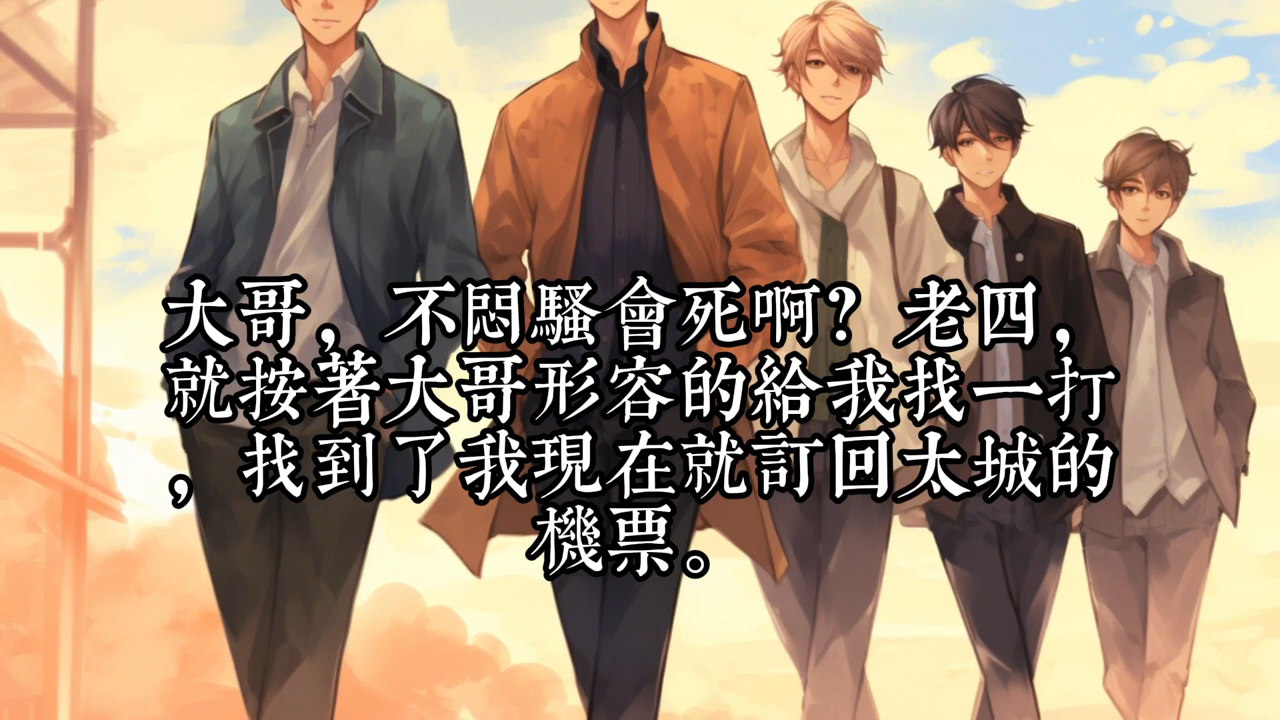 大哥，不悶騷會死啊？老四，
就按著大哥形容的給我找一打
，找到了我現在就訂回太城的
機票。